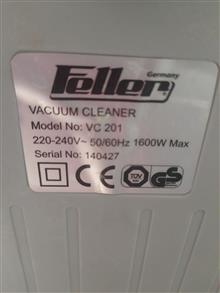 Feller
Germany
VACUUM CLEANER
Model No: VC 201
220-240V~ 50/60Hz 1600W Max
Serial No: 140427
CE TÜV GS